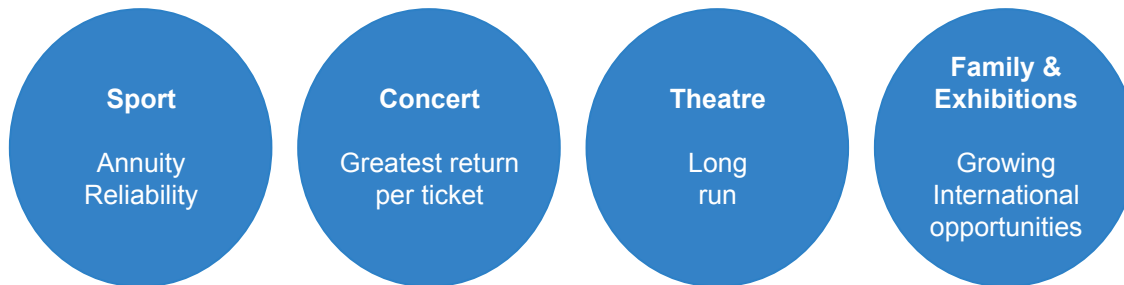 Sport
Annuity
Reliability
Concert
Greatest return
per ticket
Theatre
Long
run
Family &
Exhibitions
Growing
International
opportunities